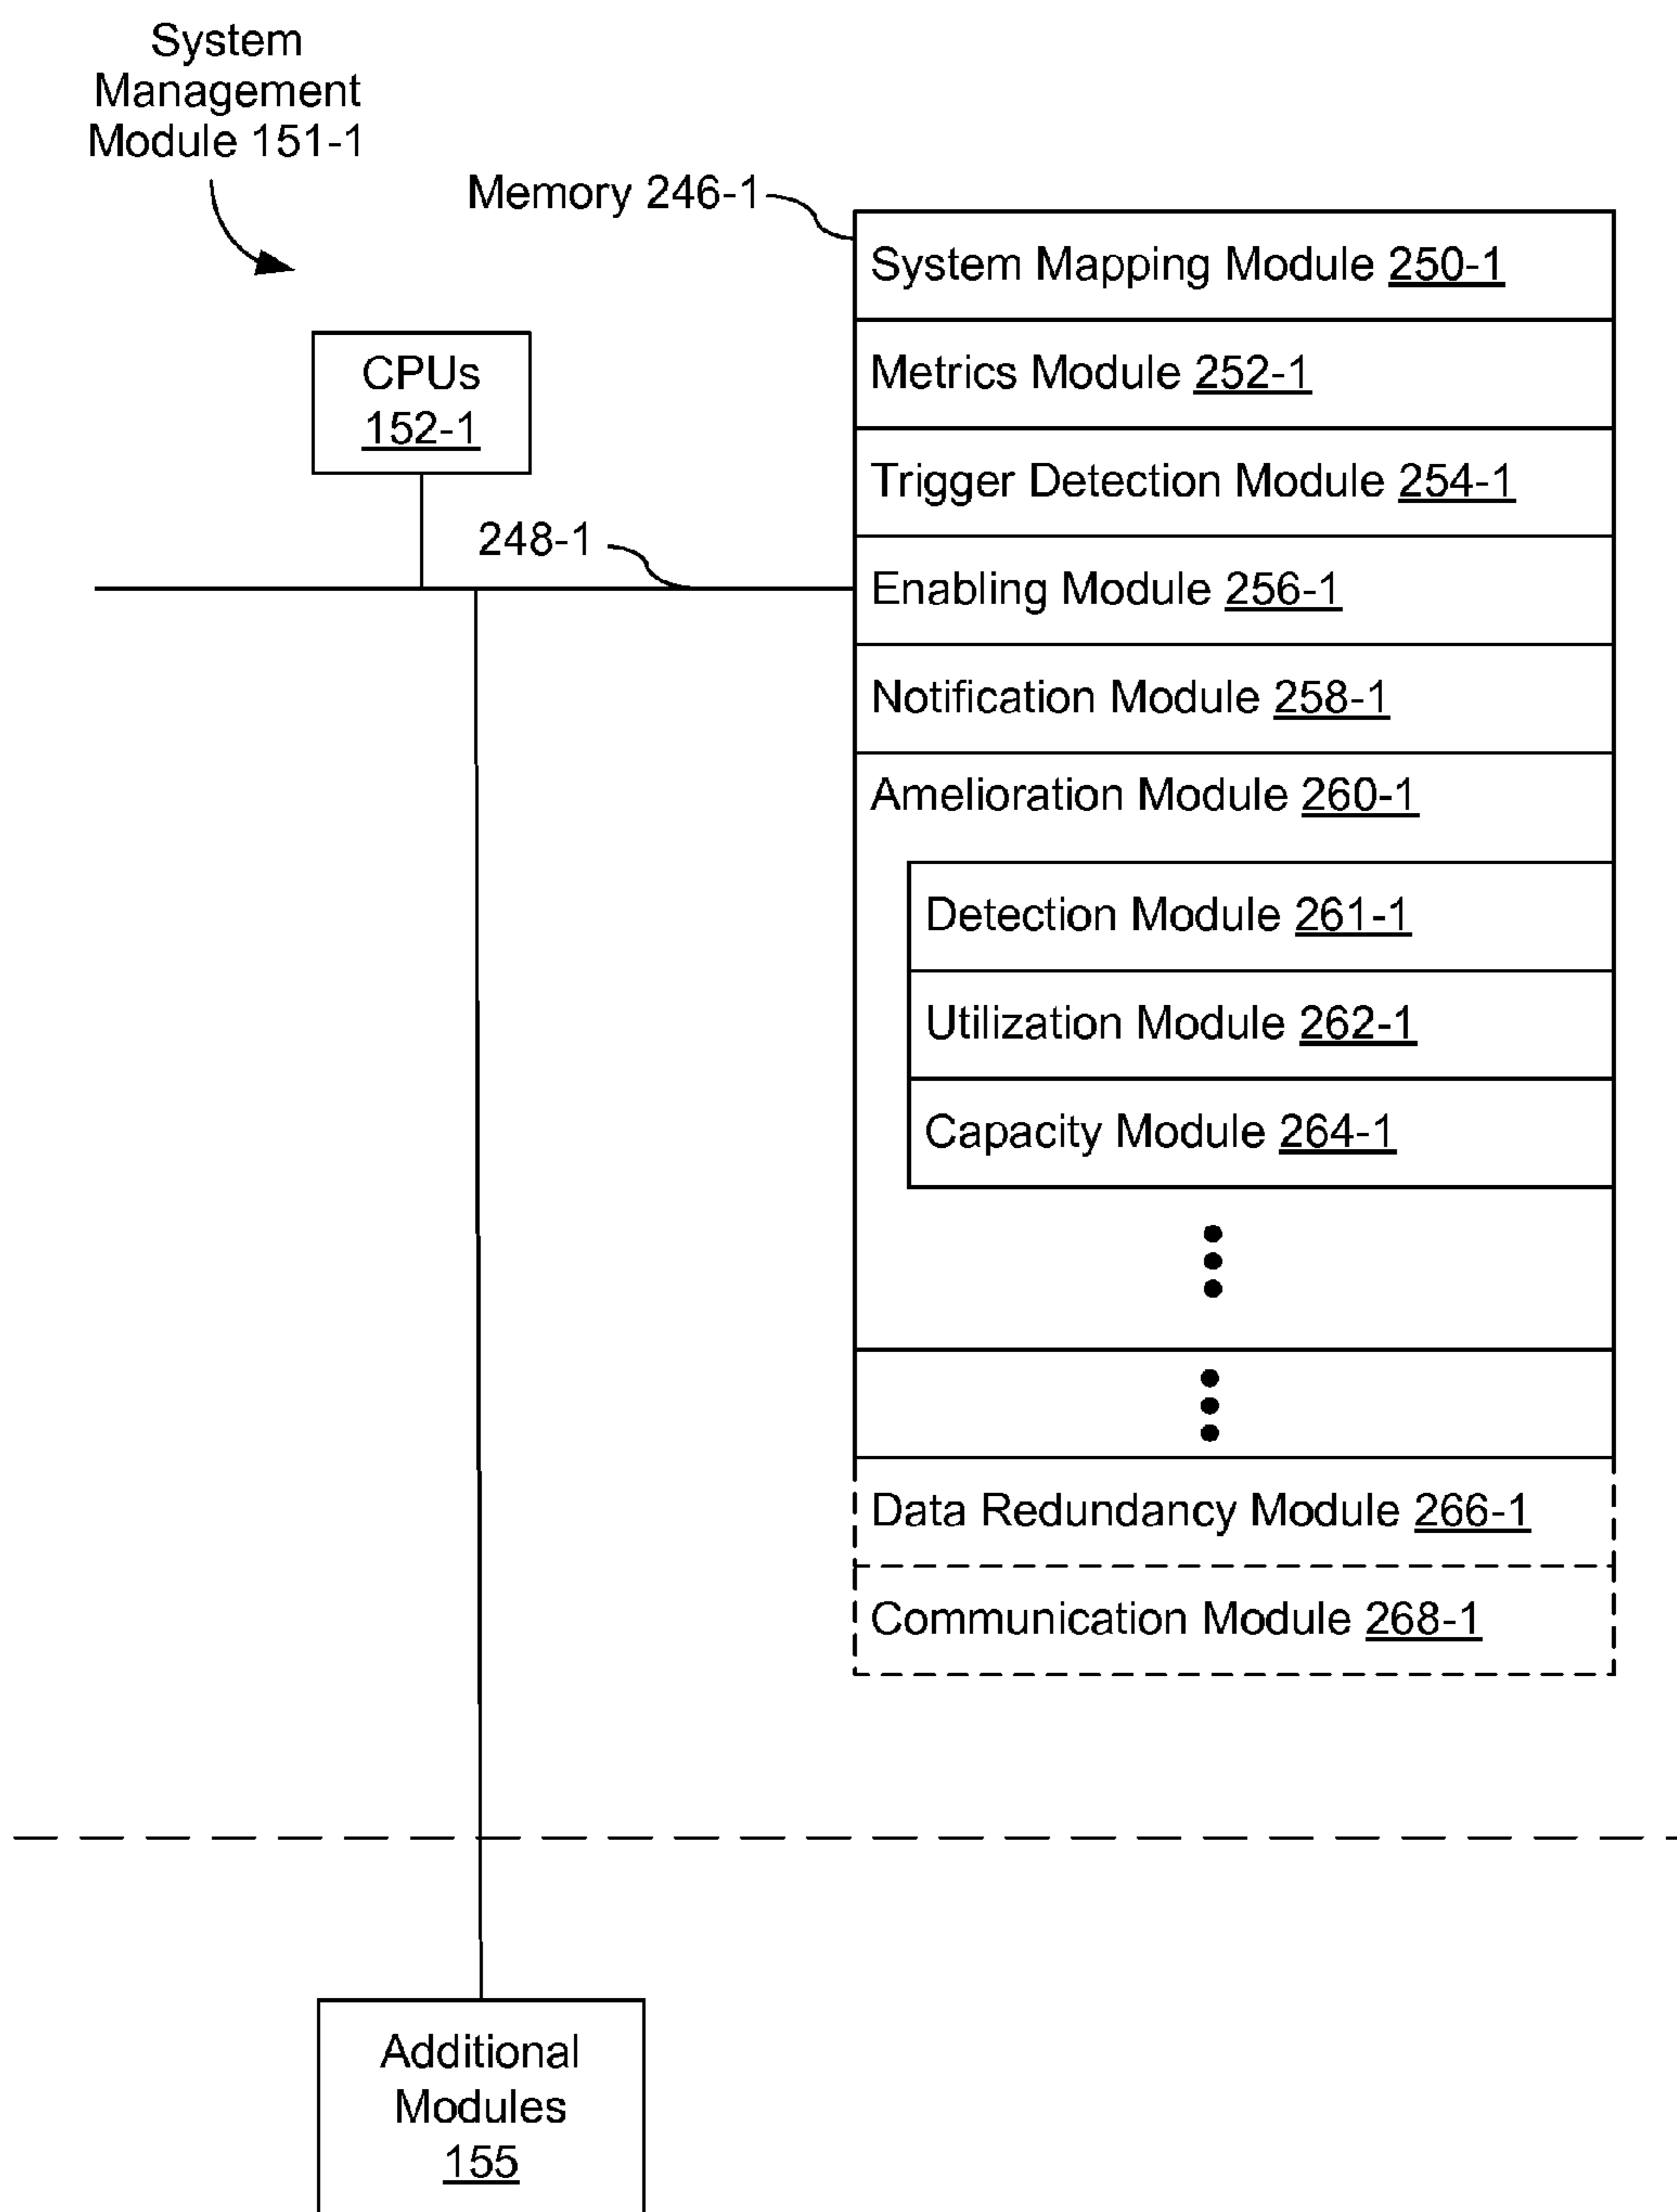 System
Management
Module 151-1
Memory 246-1
System Mapping Module 250-1
CPUs
152-1
Metrics Module 252-1
Trigger Detection Module 254-1
248-1
Enabling Module 256-1
Notification Module 258-1
Amelioration Module 260-1
Detection Module 261-1
Utilization Module 262-1
Capacity Module 264-1
Data Redundancy Module 266-1
Communication Module 268-1
Additional
Modules
155